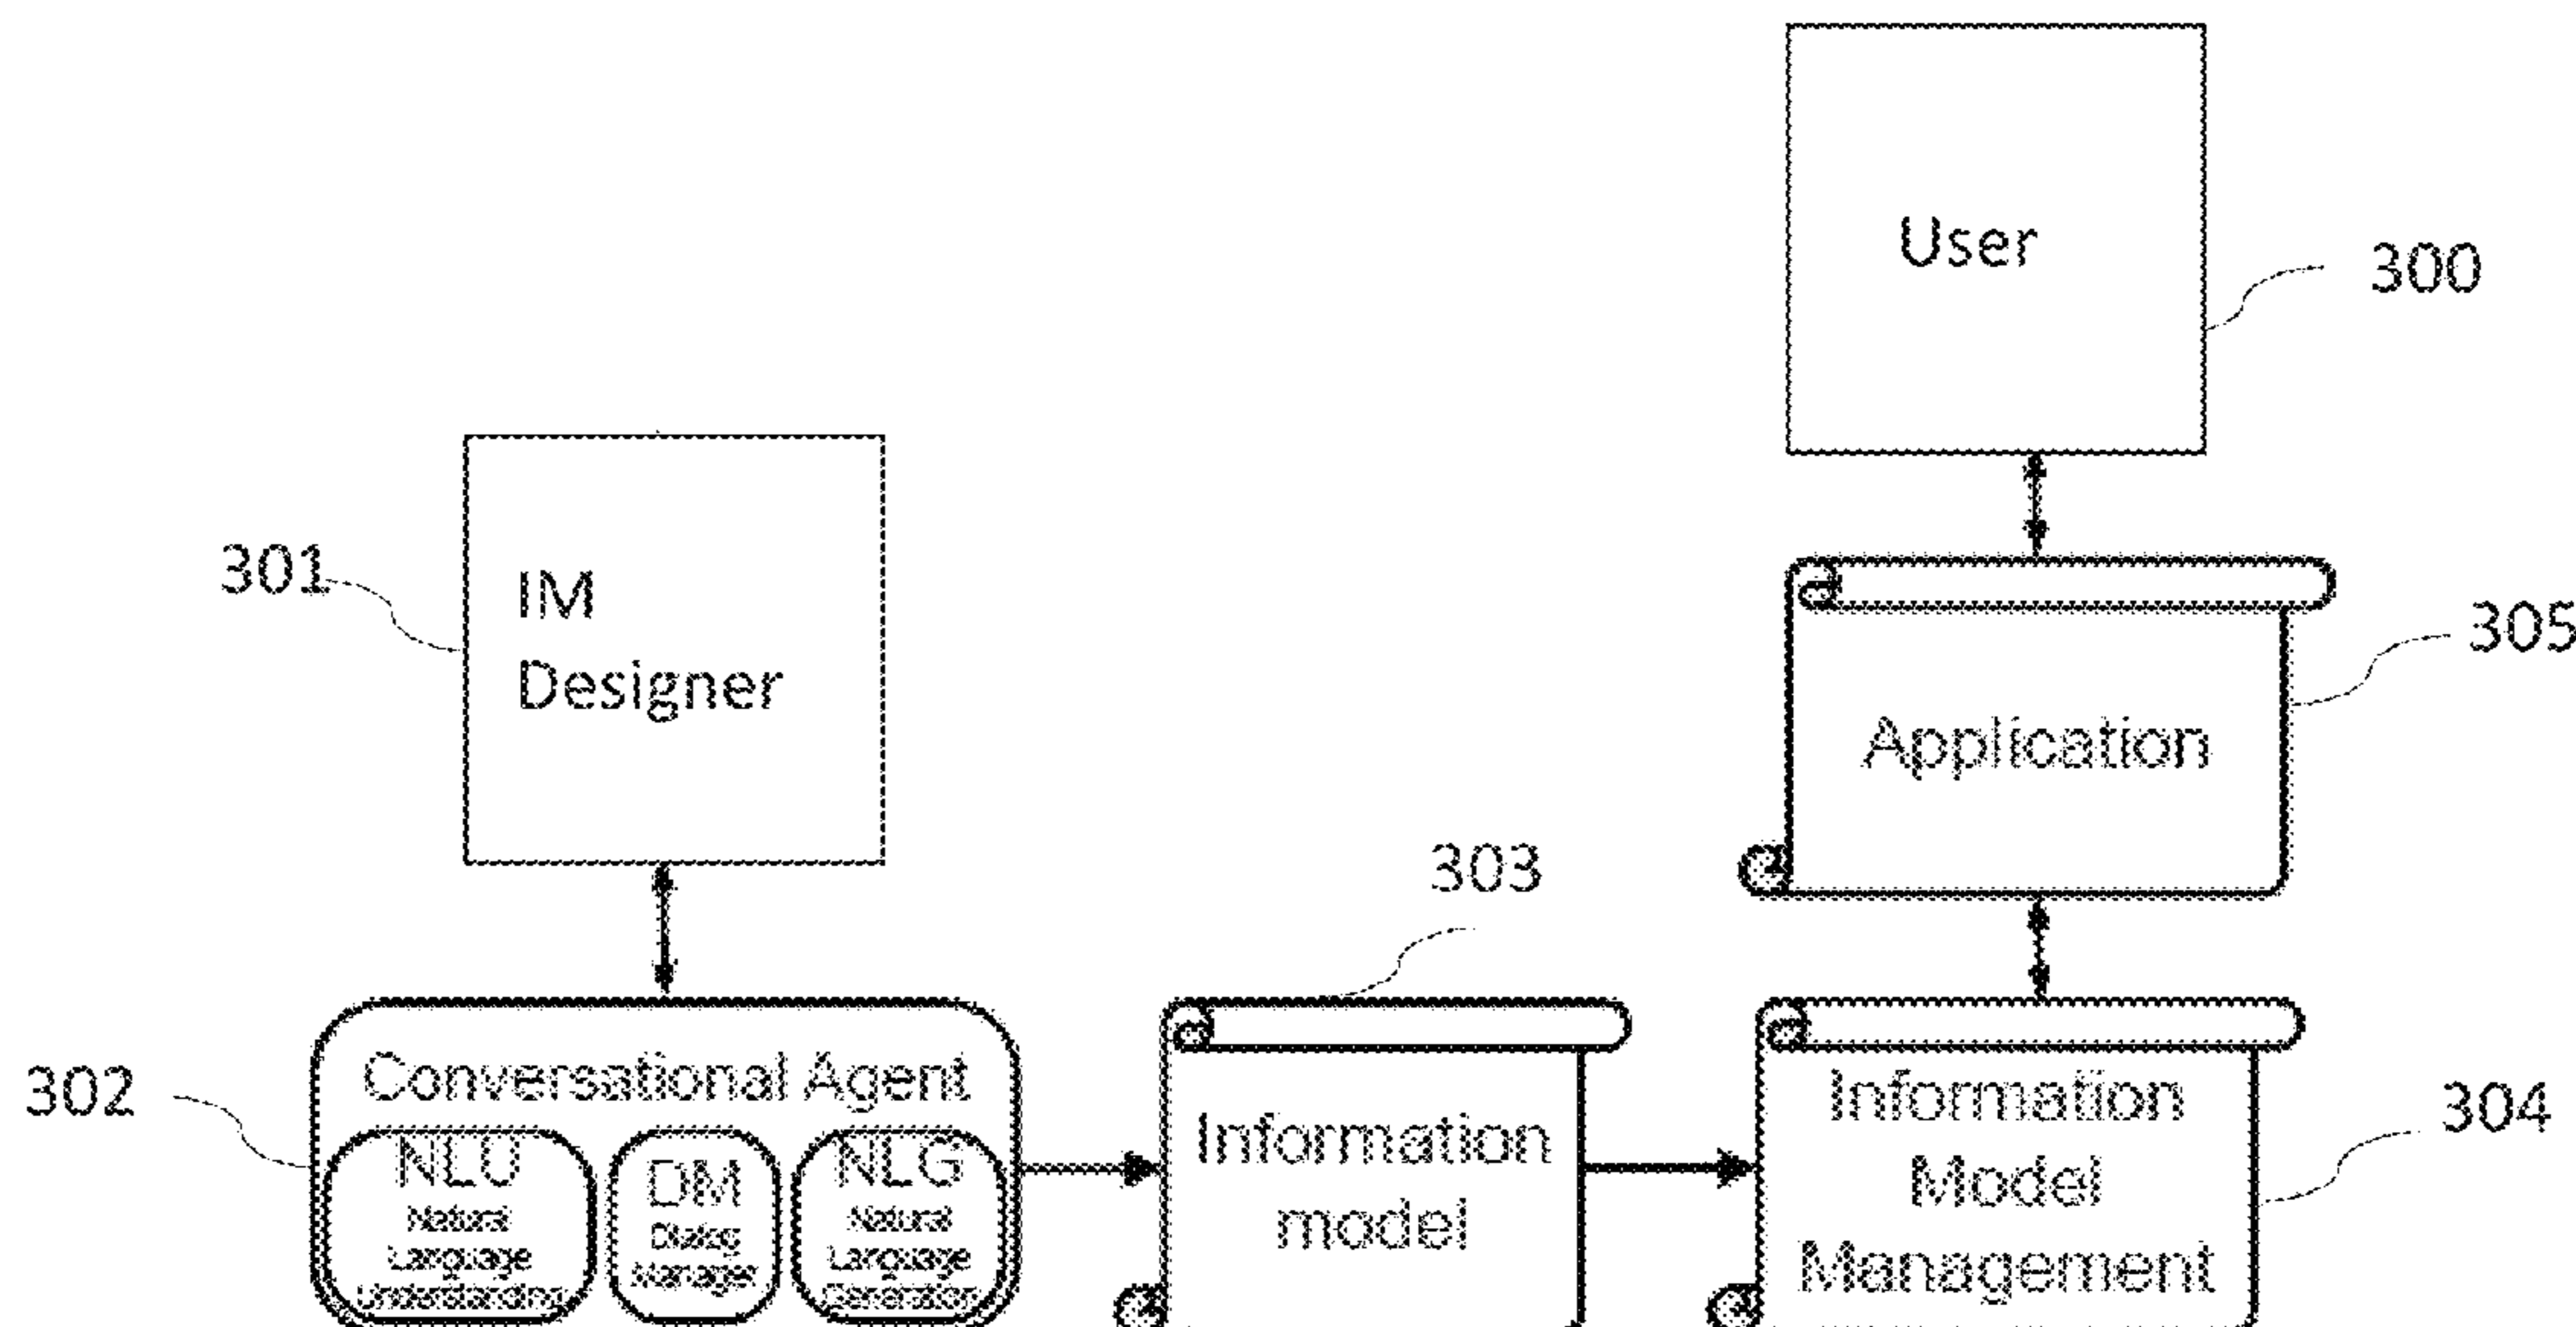 User
300
301
IM
Designer
305
Application
303
302
Conversational Agent
NLU
Natural
Language
Understanding
DM
Dialog
Manager
NLG
Natural
Language
Generation
Information
model
Information
Model
Management
304